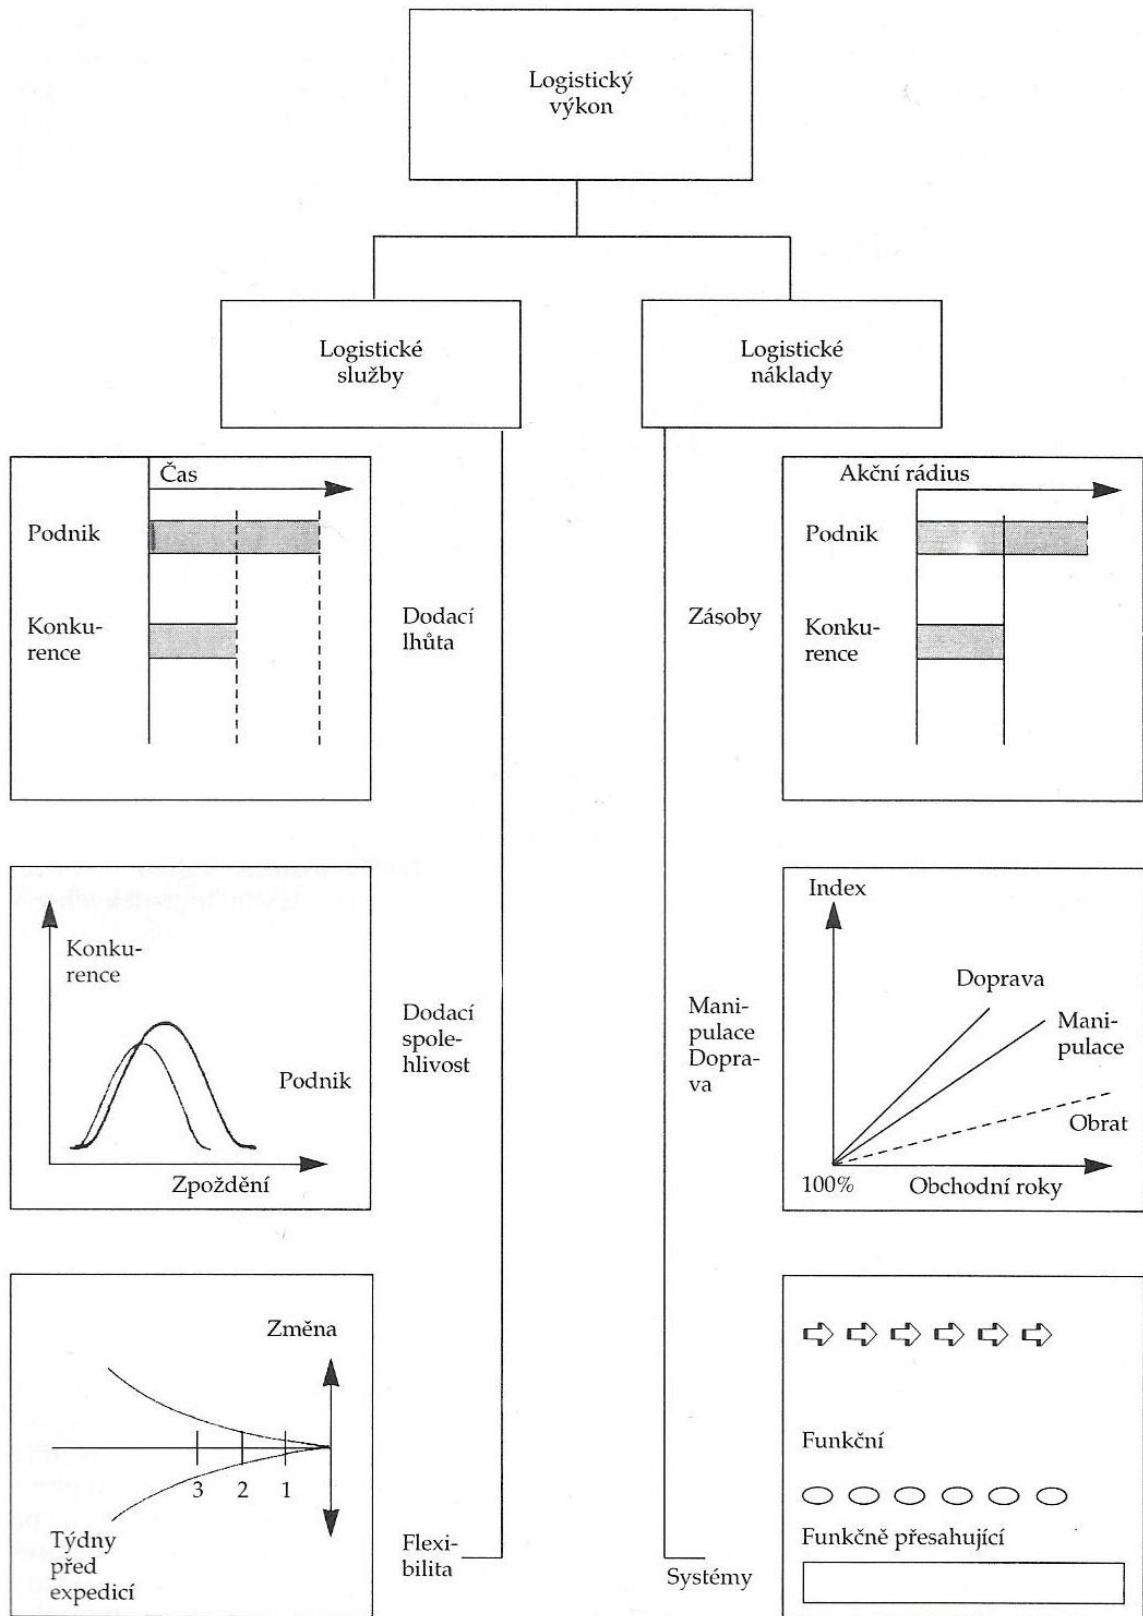 Logistický
výkon
Logistické
služby
Logistické
náklady
Čas
Podnik
Konku-
rence
Dodací
lhůta
Zásoby
Akční rádius
Podnik
Konku-
rence
Konku-
rence
Podnik
Zpoždění
Dodací
spole-
hlivost
Mani-
pulace
Dopra-
va
Index
Doprava
Mani-
pulace
Obrat
100%
Obchodní roky
Změna
3 2 1
Týdny
před
expedicí
Flexi-
bilita
Systémy
Funkční
Funkčně přesahující